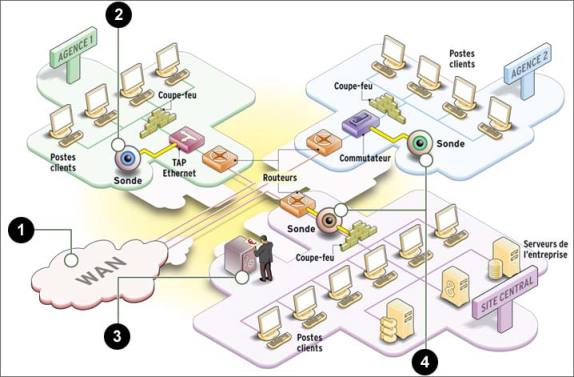 2
AGENCE 1
Postes
clients
AGENCE 2
Coupe-feu
Coupe-feu
Postes
clients
Sonde
TAP
Ethernet
Commutateur
Sonde
Routeurs
1
WAN
Sonde
Coupe-feu
Serveurs de
l'entreprise
SITE CENTRAL
3
Postes
clients
4